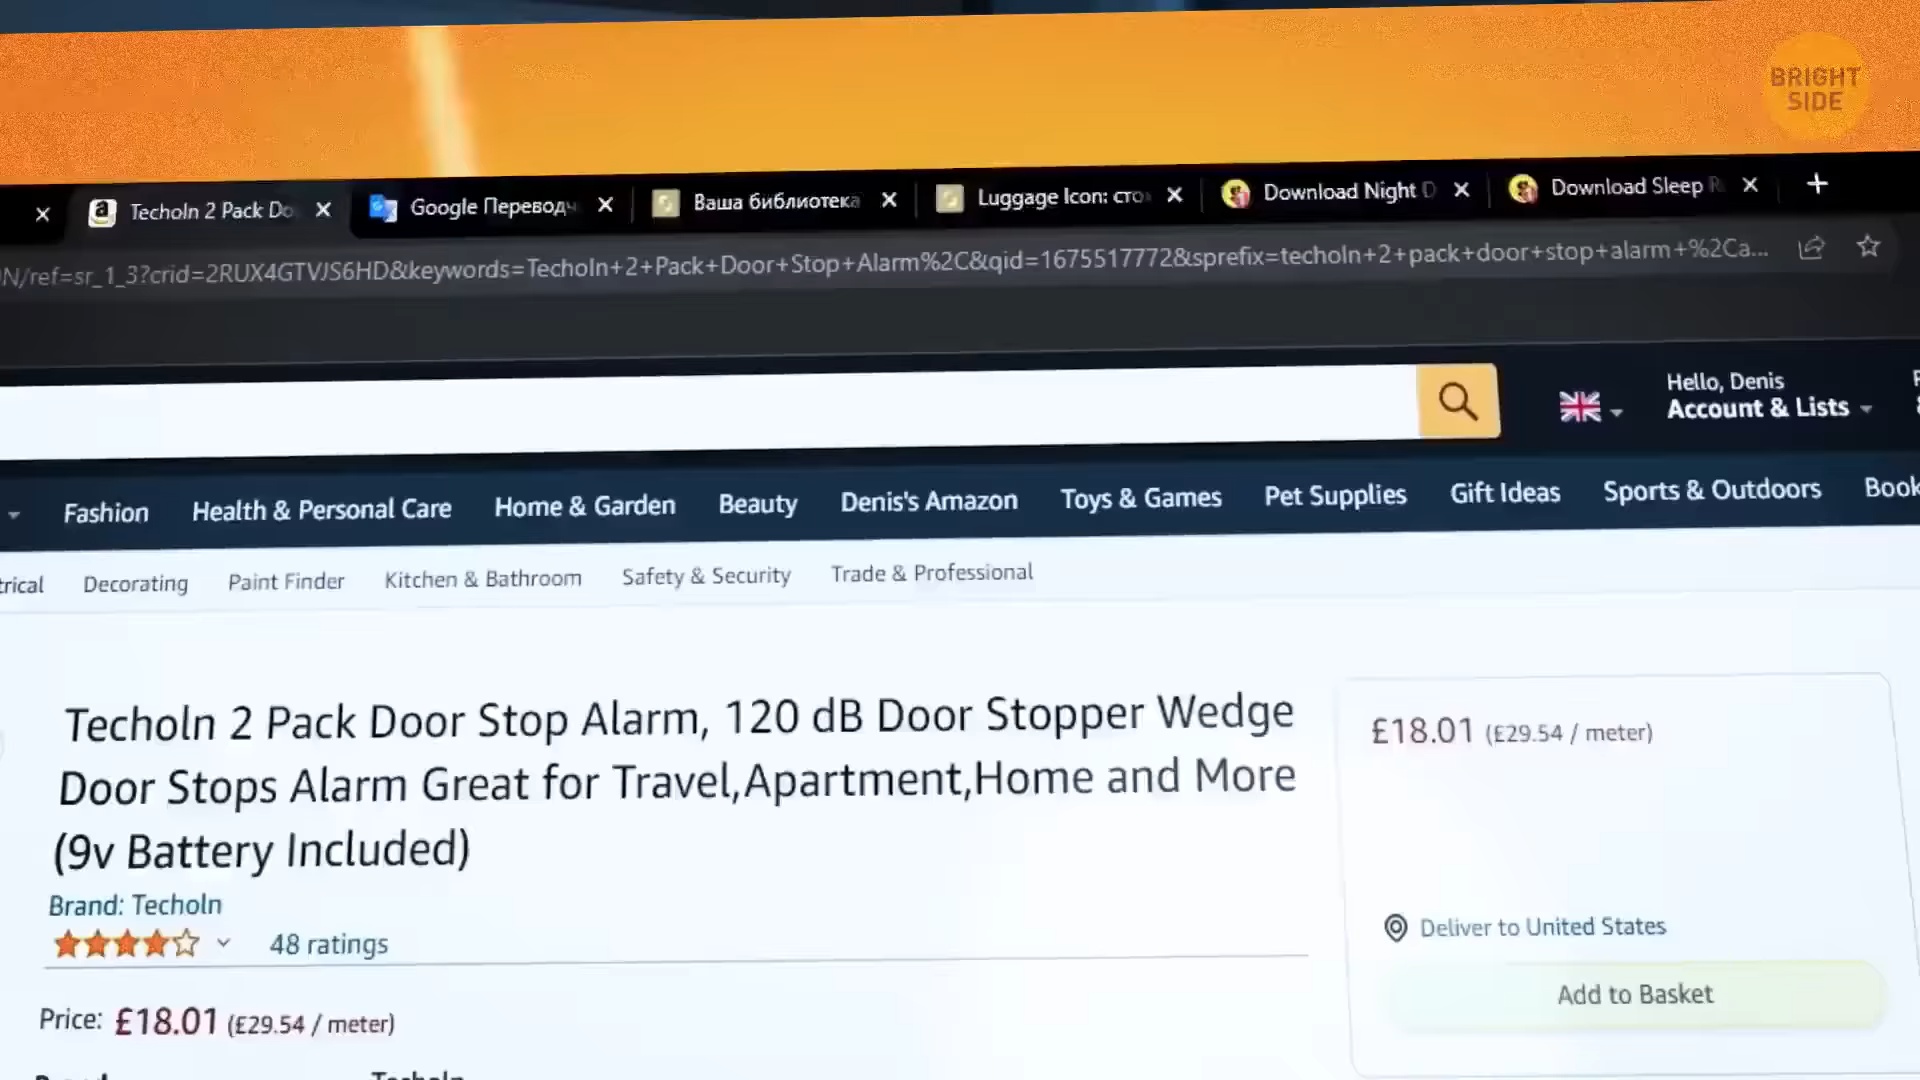 BRIGHT
SIDE
Techoln 2 Pack Do
Google Переводч
Ваша библиотека
Luggage Icon: сто
Download Night D
Download Sleep R
N/ref=sr_1_3?crid=2RUX4GTVJS6HD&keywords=Techoln+2+Pack+Door+Stop+Alarm%2C&qid=1675517772&sprefix=techoln+2+pack+door+stop+alarm+%2Ca...
Hello, Denis
Account & Lists
Fashion Health & Personal Care Home & Garden Beauty Denis's Amazon Toys & Games Pet Supplies Gift Ideas Sports & Outdoors Book
trical Decorating Paint Finder Kitchen & Bathroom Safety & Security Trade & Professional
Techoln 2 Pack Door Stop Alarm, 120 dB Door Stopper Wedge
Door Stops Alarm Great for Travel,Apartment,Home and More
(9v Battery Included)
Brand: Techoln
48 ratings
Price: £18.01 (£29.54 / meter)
£18.01 (£29.54 / meter)
Deliver to United States
Add to Basket